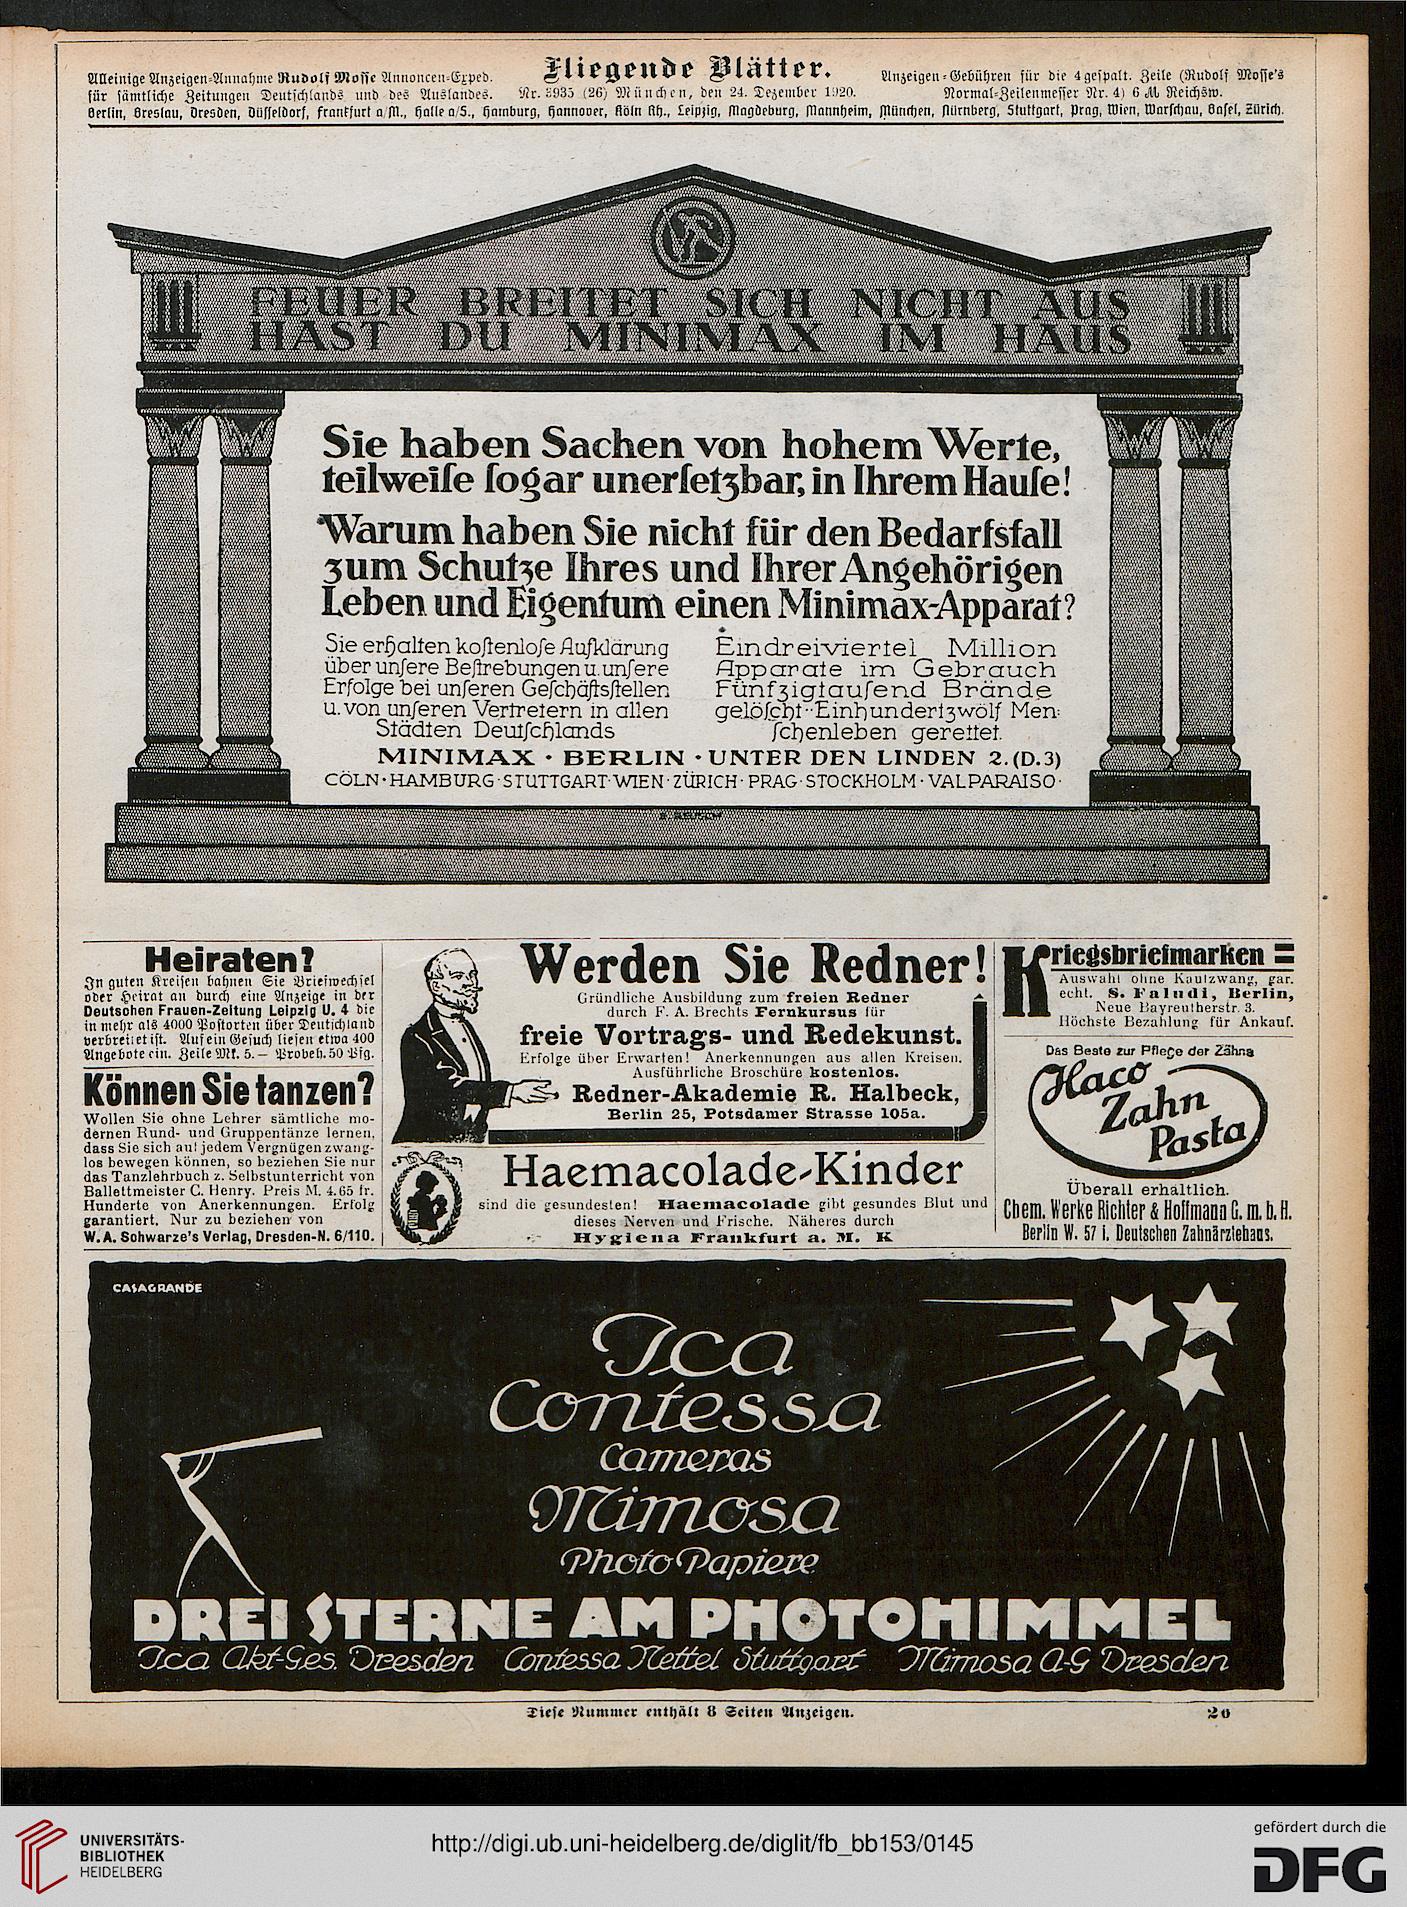 Alleinige Anzeigen-Annahme Rudolf Mosse Annoncen-Exped.
für sämtliche Zeitungen Deutschlands und des Auslandes.
Fliegende Blätter.
Nr. 3935 (26) München, den 24. Dezember 1920.
Anzeigen-Gebühren für die 4 gespalt. Zeile (Rudolf Mosse's
Normal-Zeilenmesser Nr. 4) 6 M Reichsw.
Berlin, Breslau, Dresden, Düsseldorf, Frankfurt a/M., Halle a/S., Hamburg, Hannover, Köln Rh., Leipzig, Magdeburg, Mannheim, München, Nürnberg, Stuttgart, Prag, Wien, Warschau, Basel, Zürich.
FEUER BREITET SICH NICHT AUS
HAST DU MINIMAX IM HAUS
Sie haben Sachen von hohem Werte,
teilweiſe ſogar unerſetzbar, in Ihrem Hauſe!
Warum haben Sie nicht für den Bedarfsfall
zum Schutze Ihres und Ihrer Angehörigen
Leben und Eigentum einen Minimax-Apparat?
Sie erhalten koſtenloſe Aufklärung
über unſere Beſtrebungen u. unſere
Erfolge bei unſeren Geſchäftsſtellen
u. von unſeren Vertretern in allen
Städten Deutſchlands
Eindreiviertel Million
Apparate im Gebrauch
Fünfzigtauſend Brände
gelöſcht · Einhundertzwölf Men-
ſchenleben gerettet.
MINIMAX · BERLIN · UNTER DEN LINDEN 2. (D. 3)
CÖLN · HAMBURG · STUTTGART · WIEN · ZÜRICH · PRAG · STOCKHOLM · VALPARAISO ·
Heiraten?
In guten Kreisen bahnen Sie Briefwechsel
oder Heirat an durch eine Anzeige in der
Deutschen Frauen-Zeitung Leipzig U. 4 die
in mehr als 4000 Postorten über Deutschland
verbreitet ist. Auf ein Gesuch liefen etwa 400
Angebote ein. Zeile Mk. 5.— Probeh. 50 Pfg.
Können Sie tanzen?
Wollen Sie ohne Lehrer sämtliche mo-
dernen Rund- und Gruppentänze lernen,
dass Sie sich auf jedem Vergnügen zwang-
los bewegen können, so beziehen Sie nur
das Tanzlehrbuch z. Selbstunterricht von
Ballettmeister C. Henry. Preis M. 4.65 fr.
Hunderte von Anerkennungen. Erfolg
garantiert. Nur zu beziehen von
W. A. Schwarze's Verlag, Dresden-N. 6/110.
Werden Sie Redner!
Gründliche Ausbildung zum freien Redner
durch F. A. Brechts Fernkursus für
freie Vortrags- und Redekunst.
Erfolge über Erwarten! Anerkennungen aus allen Kreisen.
Ausführliche Broschüre kostenlos.
Redner-Akademie R. Halbeck,
Berlin 25, Potsdamer Strasse 105a.
Haemacolade-Kinder
sind die gesundesten! Haemacolade gibt gesundes Blut und
dieses Nerven und Frische. Näheres durch
Hygiena Frankfurt a. M. K
Kriegsbriefmarken
Auswahl ohne Kaufzwang, gar.
echt. S. Faludi, Berlin,
Neue Bayreutherstr. 3.
Höchste Bezahlung für Ankauf.
Das Beste zur Pflege der Zähne
Haco
Zahn
Pasta
Überall erhältlich.
Chem. Werke Richter & Hoffmann G. m. b. H.
Berlin W. 57 i. Deutschen Zahnärztehaus.
CASAGRANDE
Ica
Contessa
Cameras
Mimosa
Photo Papiere
DREI STERNE AM PHOTOHIMMEL
Ica Akt-Ges. Dresden Contessa Nettel Stuttgart Mimosa A-G Dresden
Diese Nummer enthält 8 Seiten Anzeigen.
26
UNIVERSITÄTS-
BIBLIOTHEK
HEIDELBERG
http://digi.ub.uni-heidelberg.de/diglit/fb_bb153/0145
gefördert durch die
DFG